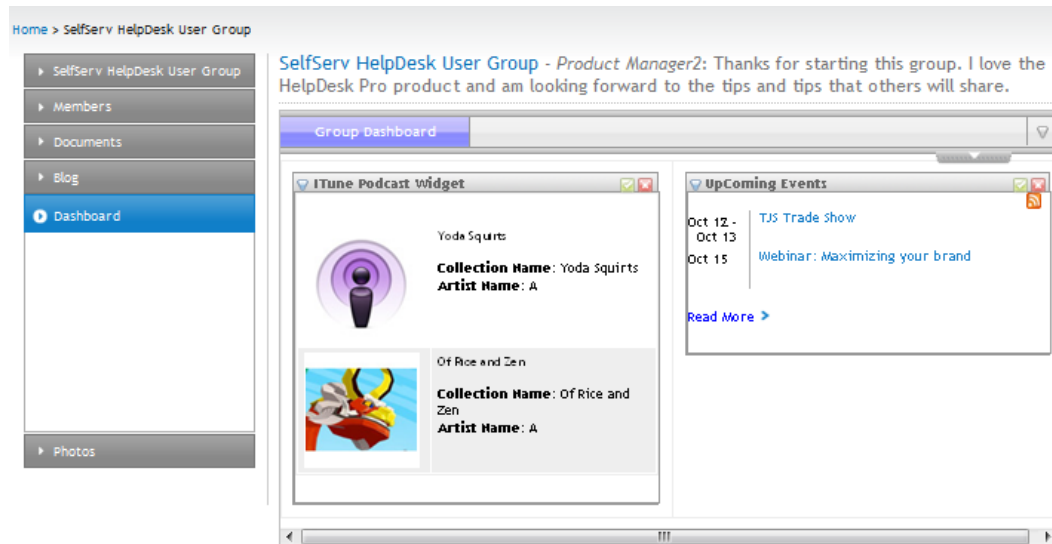 Home > SelfServ HelpDesk User Group
SelfServ HelpDesk User Group
Members
Documents
Blog
Dashboard
Photos
SelfServ HelpDesk User Group - Product Manager2: Thanks for starting this group. I love the
HelpDesk Pro product and am looking forward to the tips and tips that others will share.
Group Dashboard
ITune Podcast Widget
Yoda Squirts
Collection Name: Yoda Squirts
Artist Name: A
Of Rice and Zen
Collection Name: Of Rice and
Zen
Artist Name: A
UpComing Events
Oct 12 -
Oct 13
TJS Trade Show
Oct 15
Webinar: Maximizing your brand
Read More >